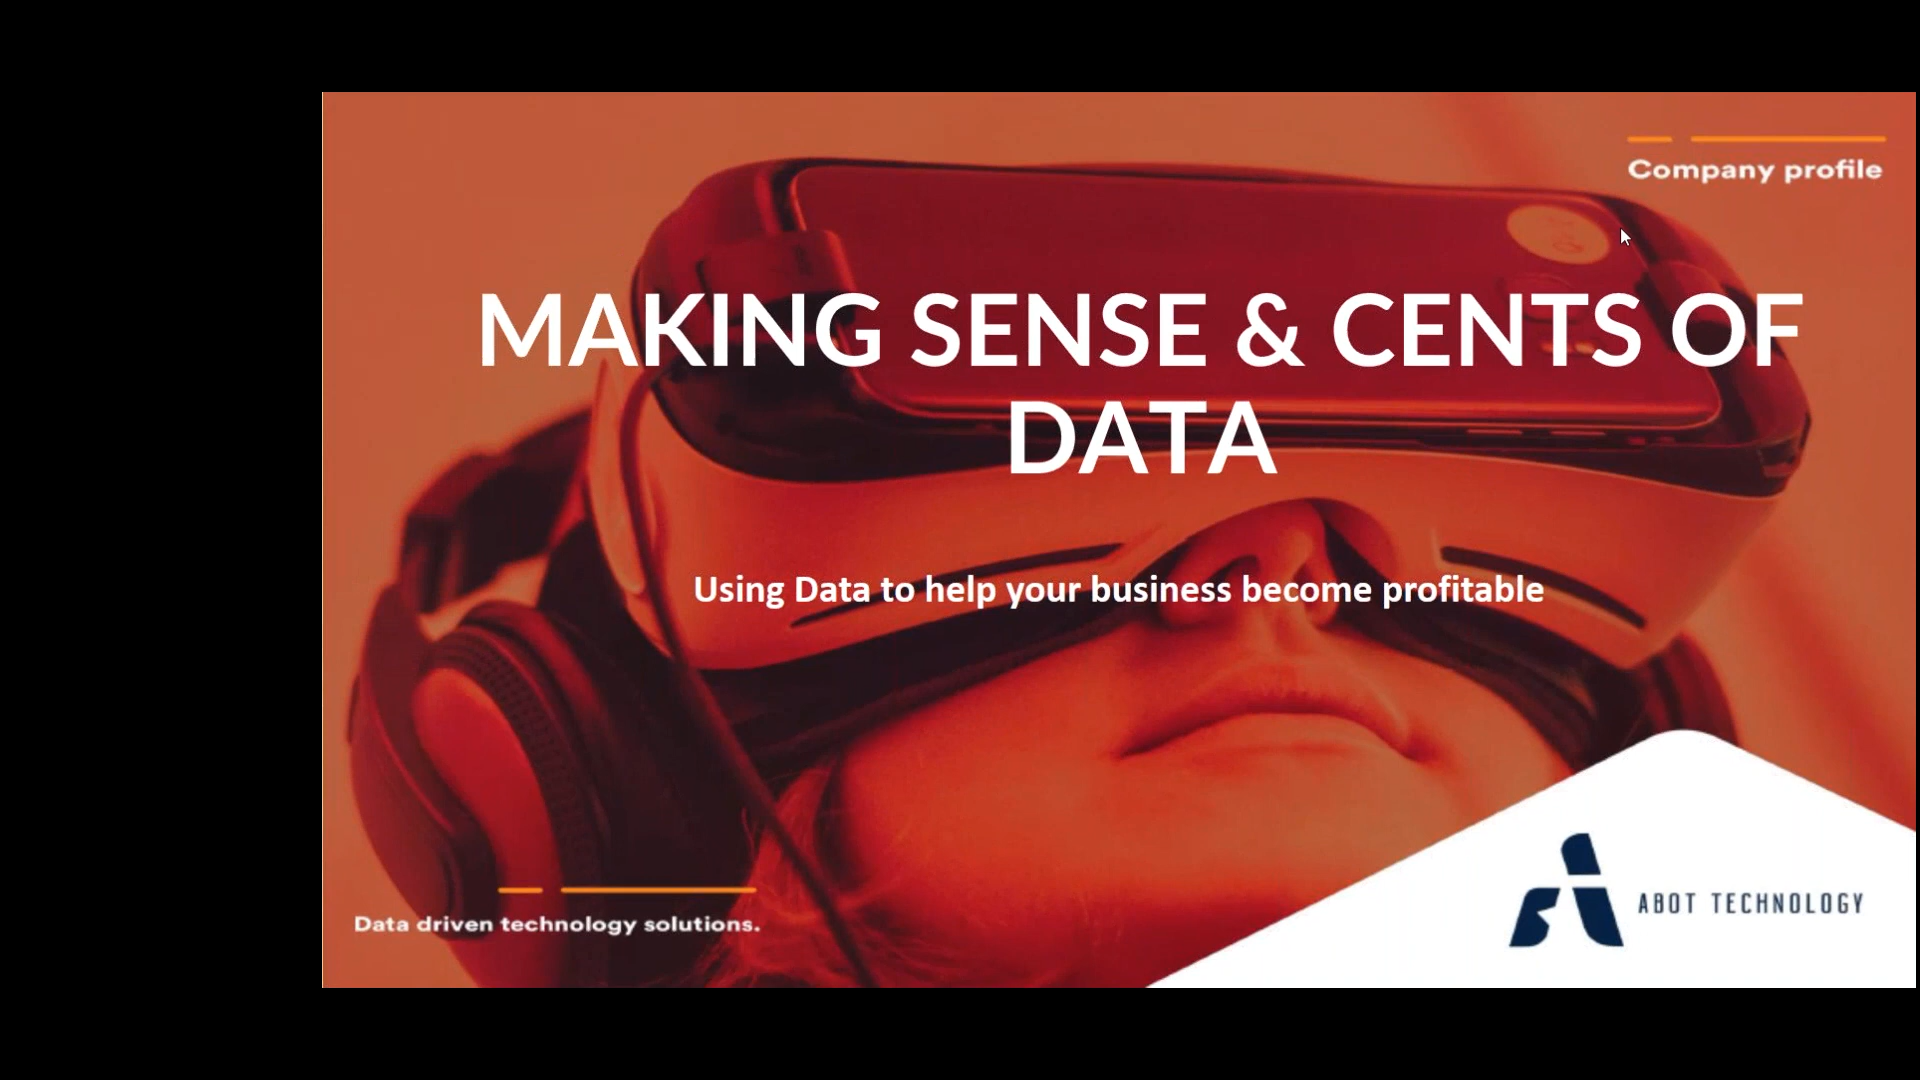 Company profile
MAKING SENSE & CENTS OF
DATA
Using Data to help your business become profitable
Data driven technology solutions.
ABOT TECHNOLOGY